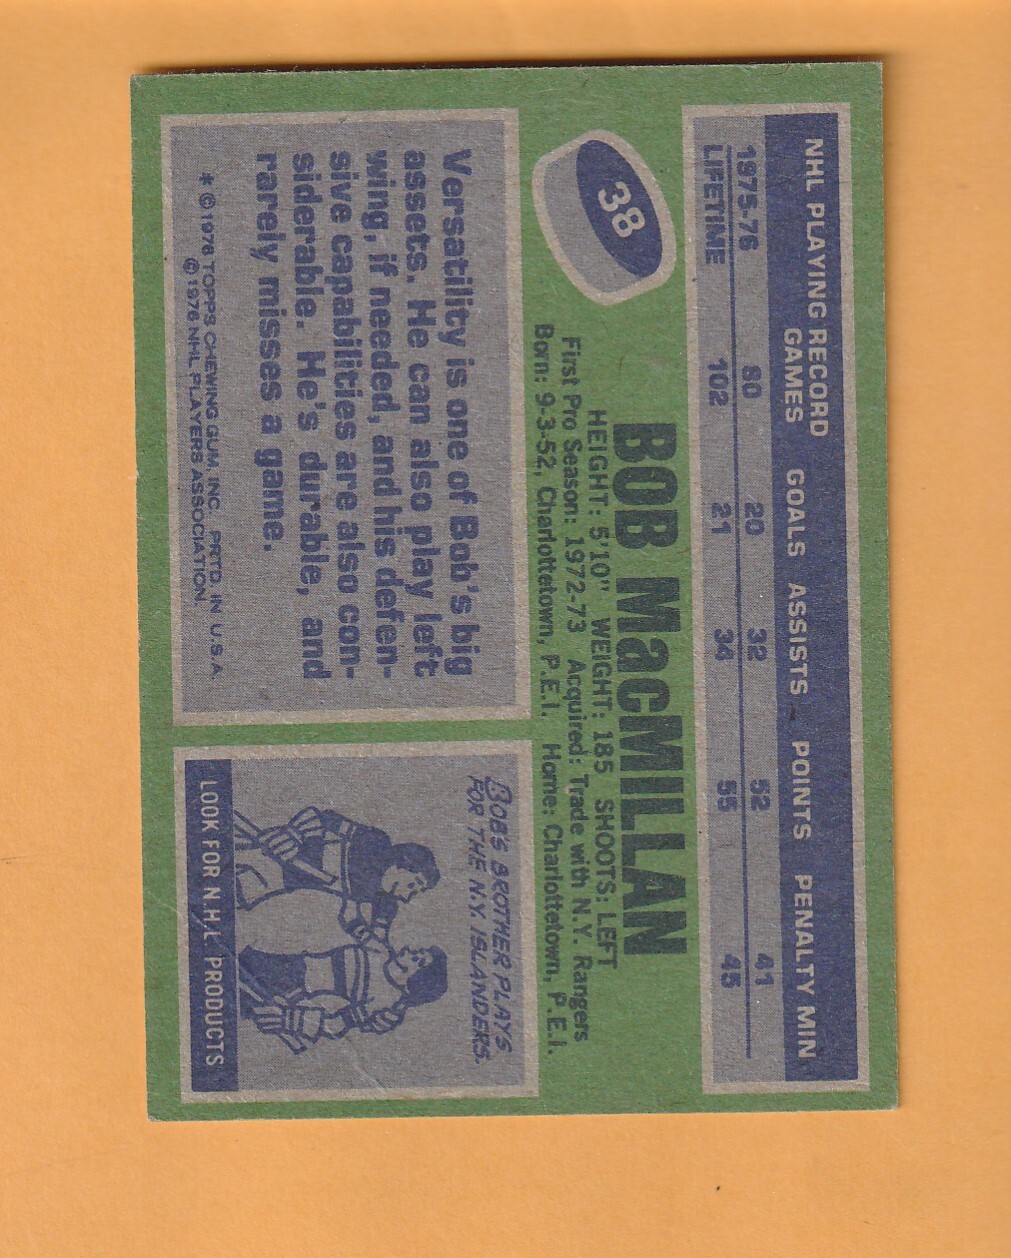 NHL PLAYING RECORD
GAMES GOALS ASSISTS POINTS PENALTY MIN
1975-76 80 20 32 52 41
LIFETIME 102 21 34 55 45
38
BOB MacMILLAN
HEIGHT: 5'10" WEIGHT: 185 SHOOTS: LEFT
First Pro Season: 1972-73 Acquired: Trade with N.Y. Rangers
Born: 9-3-52, Charlottetown, P.E.I. Home: Charlottetown, P.E.I.
Versatility is one of Bob's big
assets. He can also play left
wing, if needed, and his defen-
sive capabilities are also con-
siderable. He's durable, and
rarely misses a game.
* © 1976 TOPPS CHEWING GUM, INC. PRTD. IN U.S.A.
© 1976 NHL PLAYERS ASSOCIATION.
BOB'S BROTHER PLAYS
FOR THE N.Y. ISLANDERS.
LOOK FOR N.H.L PRODUCTS